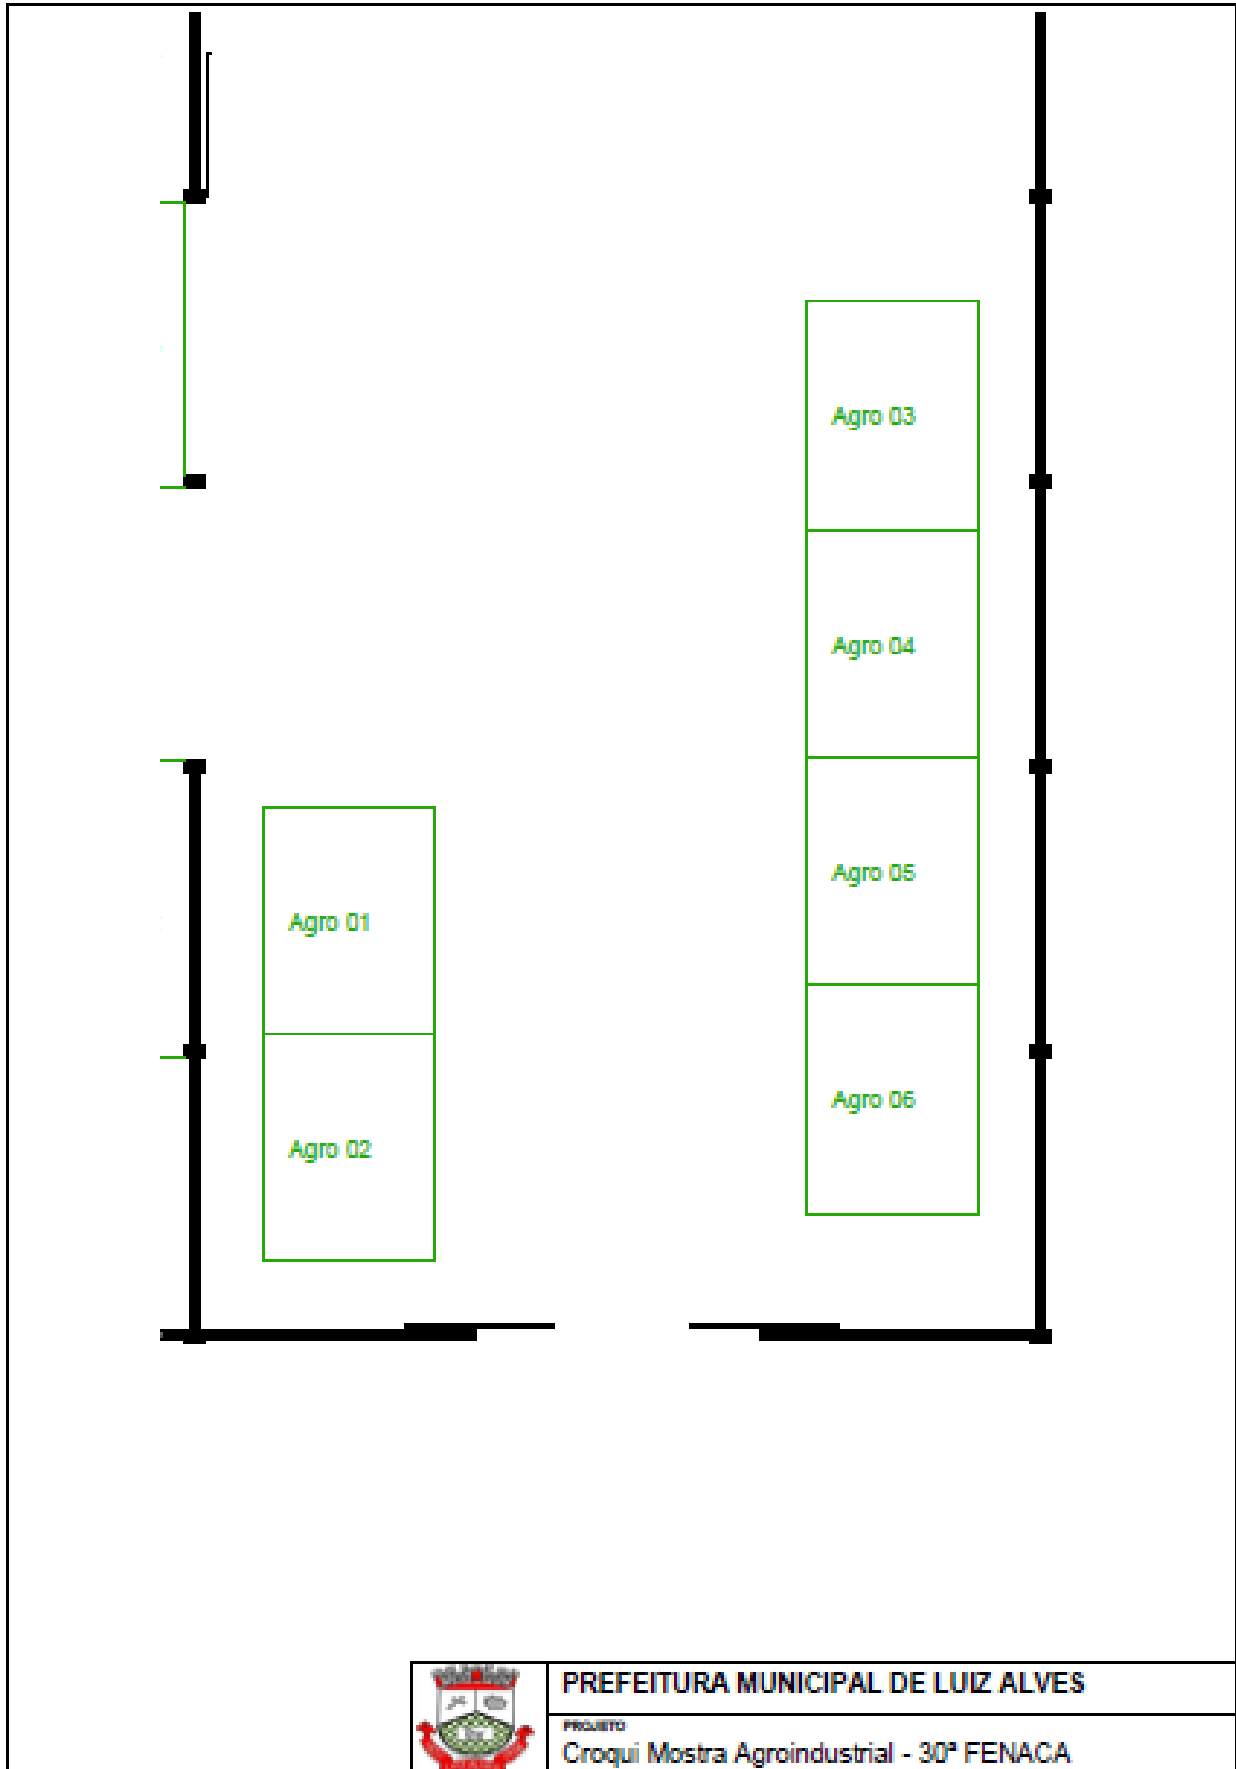 Agro 03
Agro 04
Agro 05
Agro 01
Agro 06
Agro 02
PREFEITURA MUNICIPAL DE LUIZ ALVES
PROJETO
Croqui Mostra Agroindustrial - 30ª FENACA